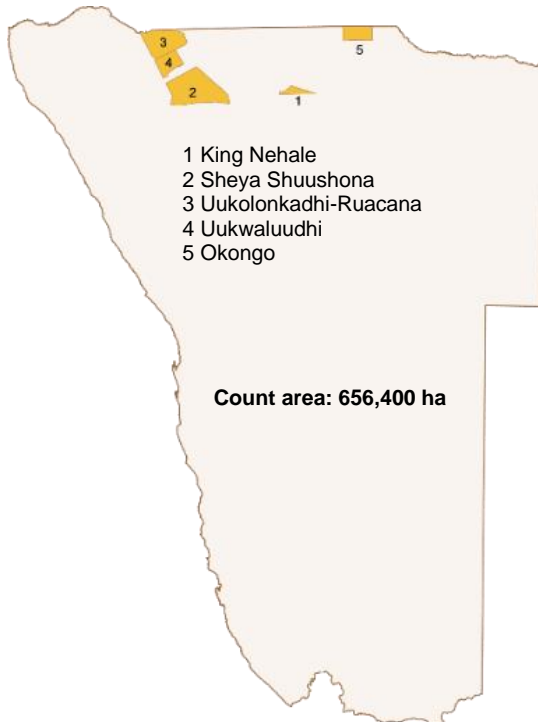 3
4
5
2
1
1 King Nehale
2 Sheya Shuushona
3 Uukolonkadhi-Ruacana
4 Uukwaluudhi
5 Okongo
Count area: 656,400 ha